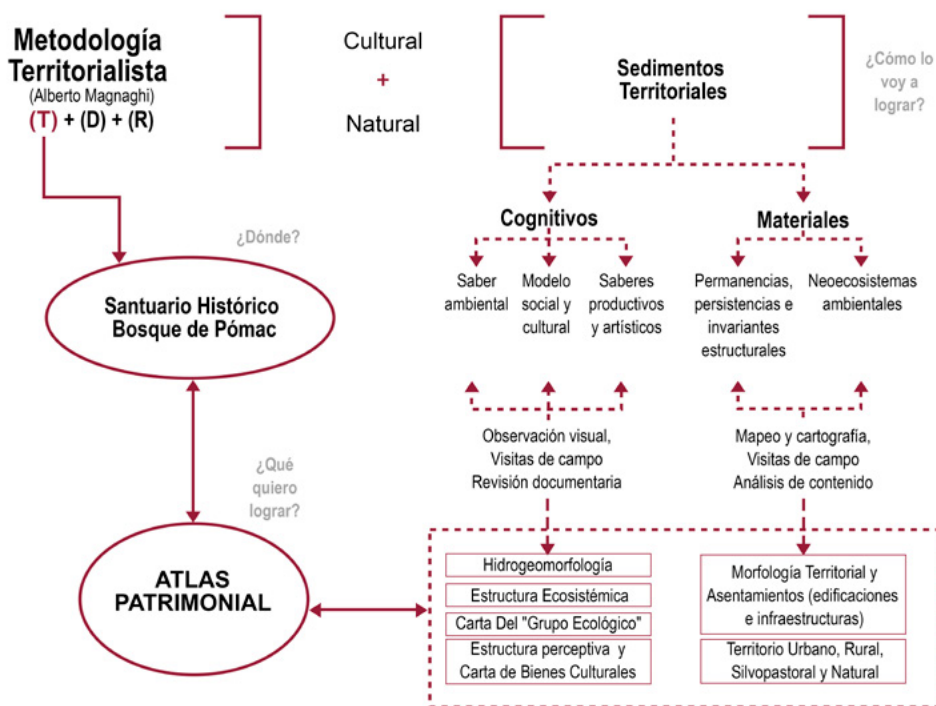 Metodología
Territorialista
(Alberto Magnaghi)
(T) + (D) + (R)
Cultural
+
Natural
Sedimentos
Territoriales
¿Cómo lo
voy a
lograr?
¿Dónde?
Santuario Histórico
Bosque de Pómac
¿Qué
quiero
lograr?
ATLAS
PATRIMONIAL
Cognitivos
Saber
ambiental
Modelo
social y
cultural
Saberes
productivos
y artísticos
Materiales
Permanencias,
persistencias e
invariantes
estructurales
Neoecosistemas
ambientales
Observación visual,
Visitas de campo
Revisión documentaria
Mapeo y cartografía,
Visitas de campo
Análisis de contenido
Hidrogeomorfología
Estructura Ecosistémica
Carta Del "Grupo Ecológico"
Estructura perceptiva y
Carta de Bienes Culturales
Morfología Territorial y
Asentamientos (edificaciones
e infraestructuras)
Territorio Urbano, Rural,
Silvopastoral y Natural